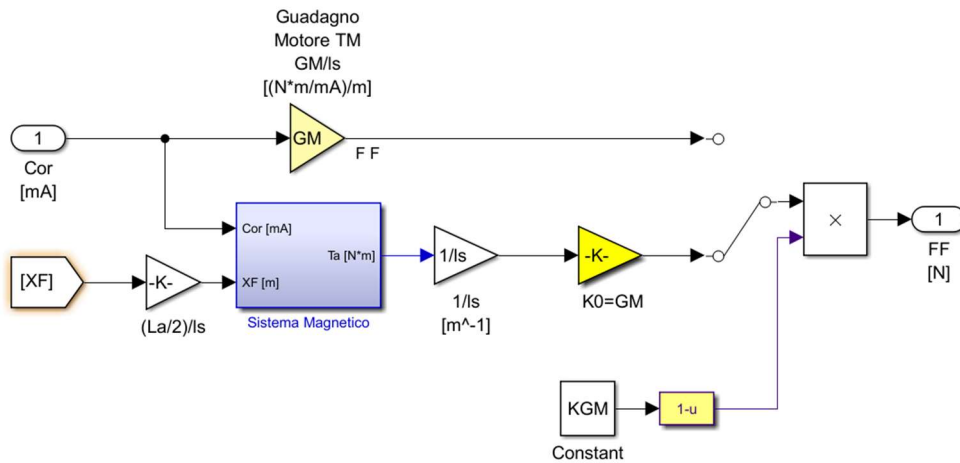 Guadagno
Motore TM
GM/ls
[(N*m/mA)/m]
1
Cor
[mA]
GM
F F
Cor [mA]
Ta [N*m]
XF [m]
Sistema Magnetico
[XF]
-K-
(La/2)/ls
1/ls
1/ls
[m^-1]
-K-
K0=GM
×
1
FF
[N]
KGM
Constant
1-u